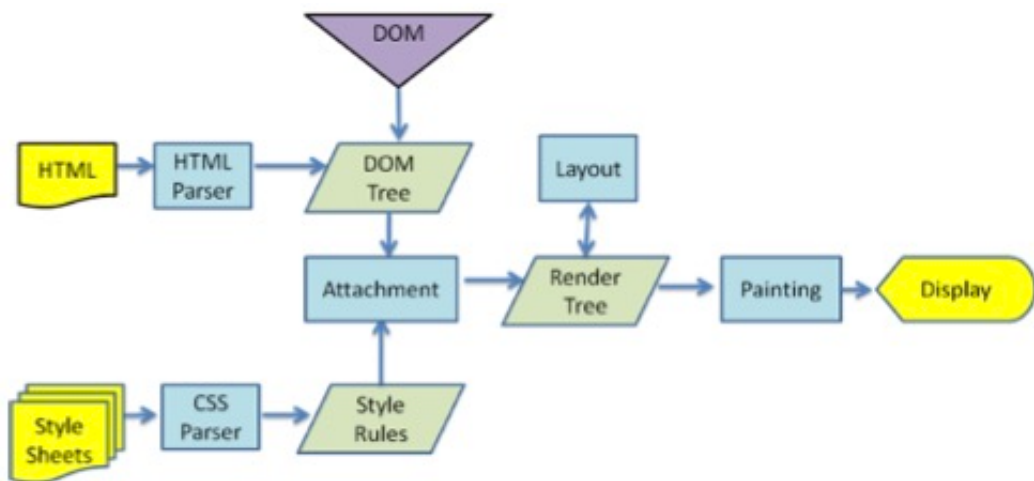 DOM
HTML
HTML
Parser
DOM
Tree
Layout
Attachment
Render
Tree
Painting
Display
Style
Sheets
CSS
Parser
Style
Rules